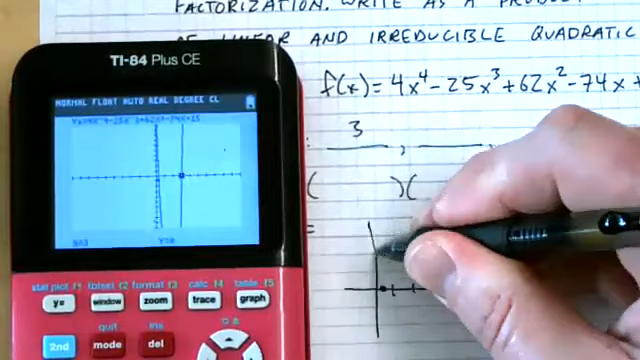 FACTORIZATION. WRITE AS A PRODUCT
OF LINEAR AND IRREDUCIBLE QUADRATIC
TI-84 Plus CE
NORMAL FLOAT AUTO REAL DEGREE CL
f(x) = 4x⁴ - 25x³ + 62x² - 74x +
3
, ,
( )(
=
X=3 Y=0
stat plot f1 tblset f2 format f3 calc f4 table f5
y= window zoom trace graph
quit ins
2nd mode del